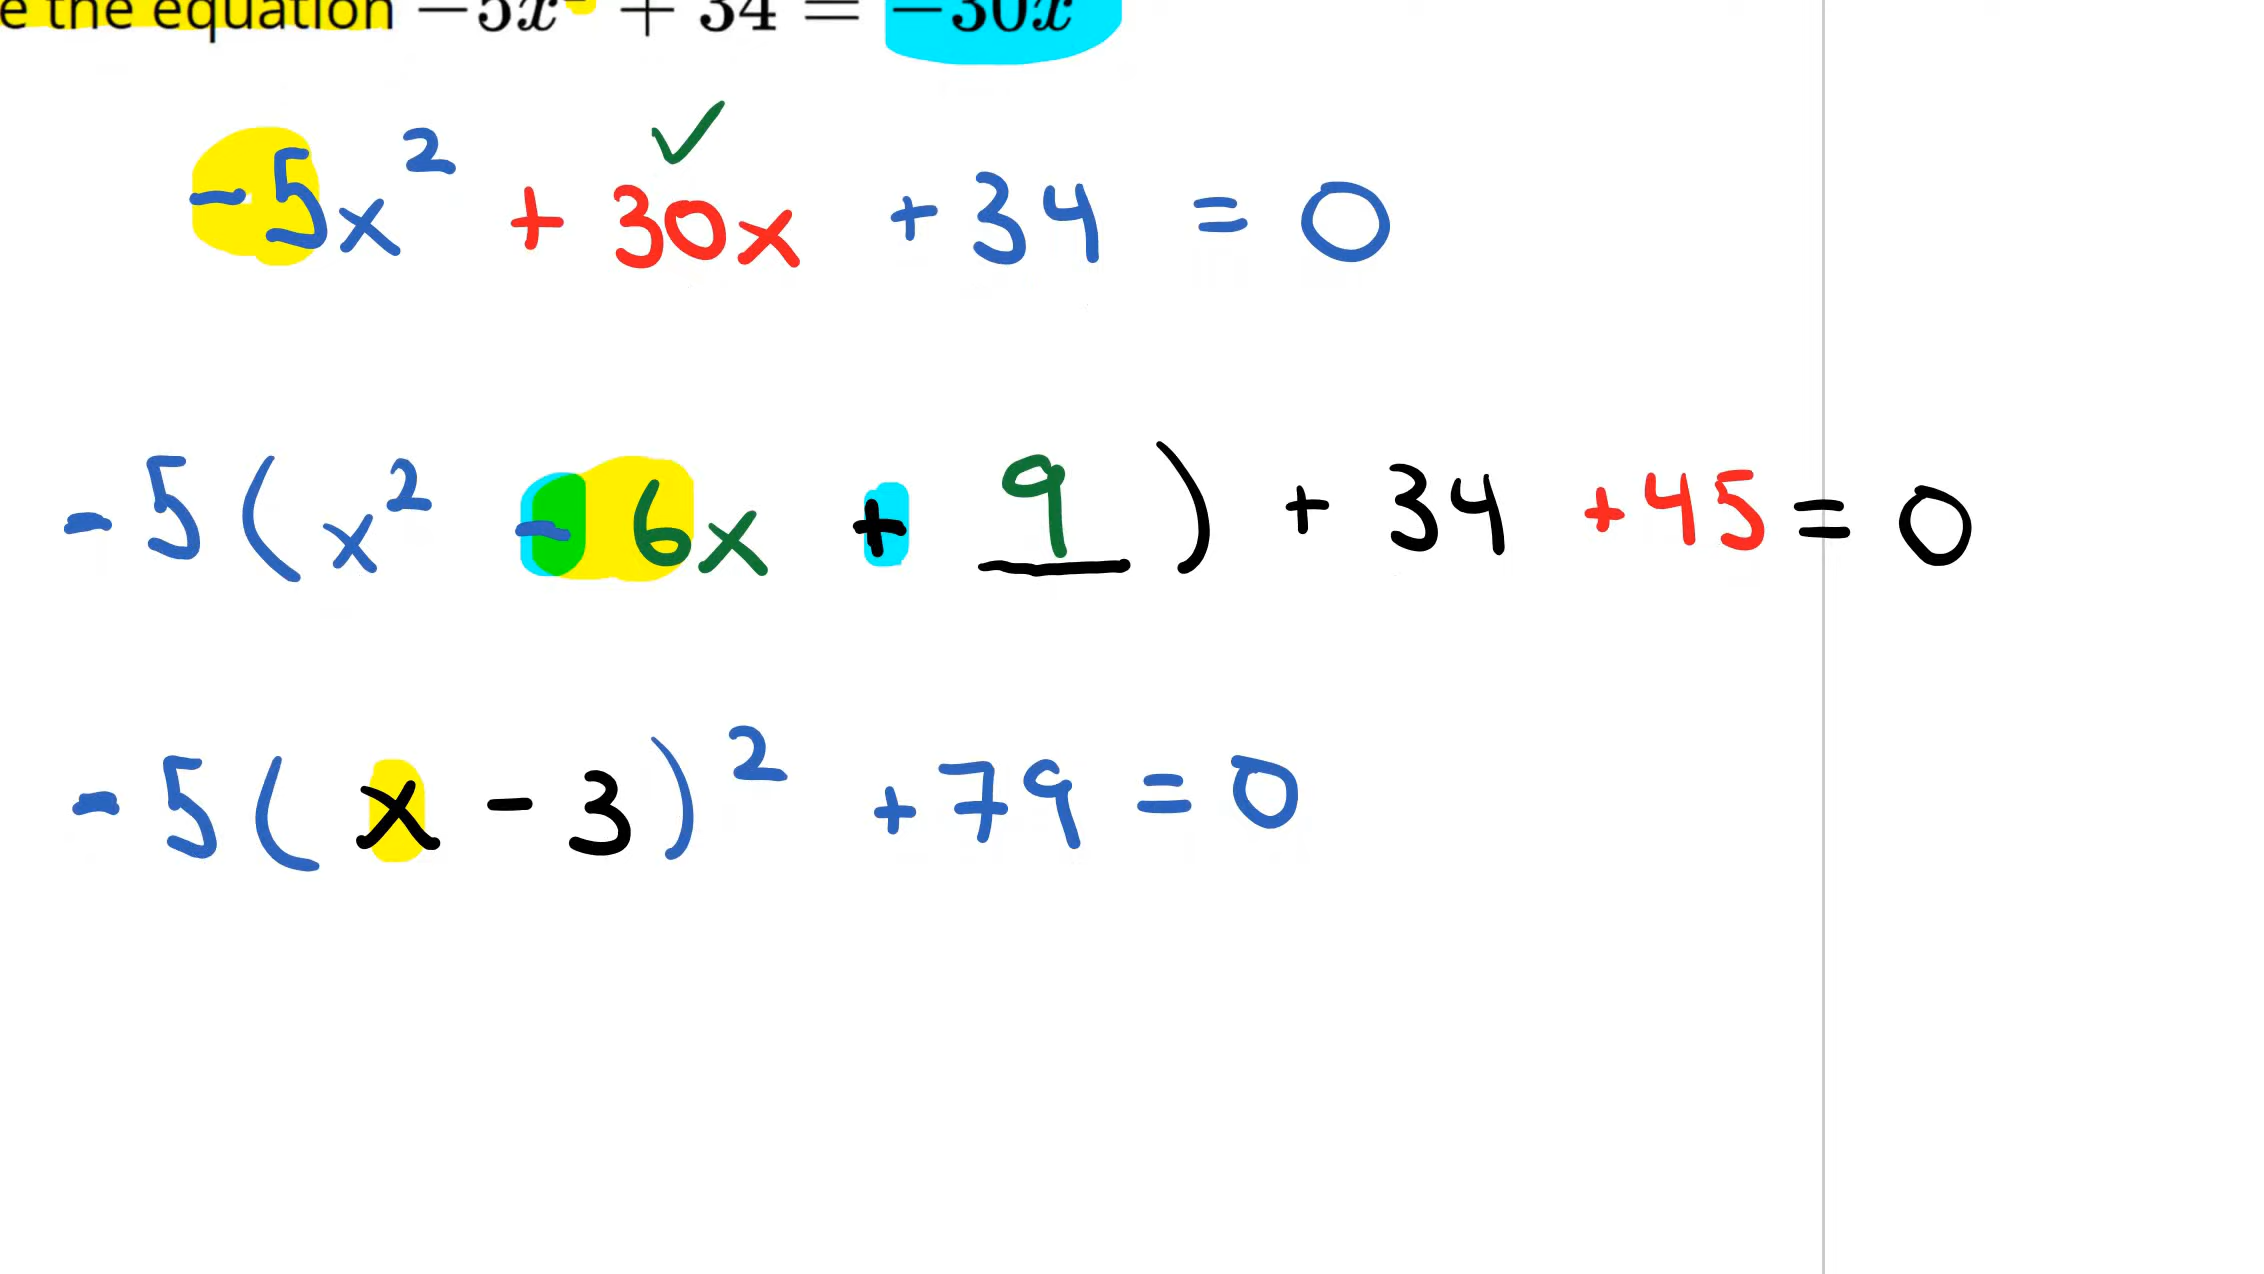 e the equation −5x² + 34 = −30x
-5x² + 30x + 34 = 0
-5(x² - 6x + 9) + 34 + 45 = 0
-5(x - 3)² + 79 = 0